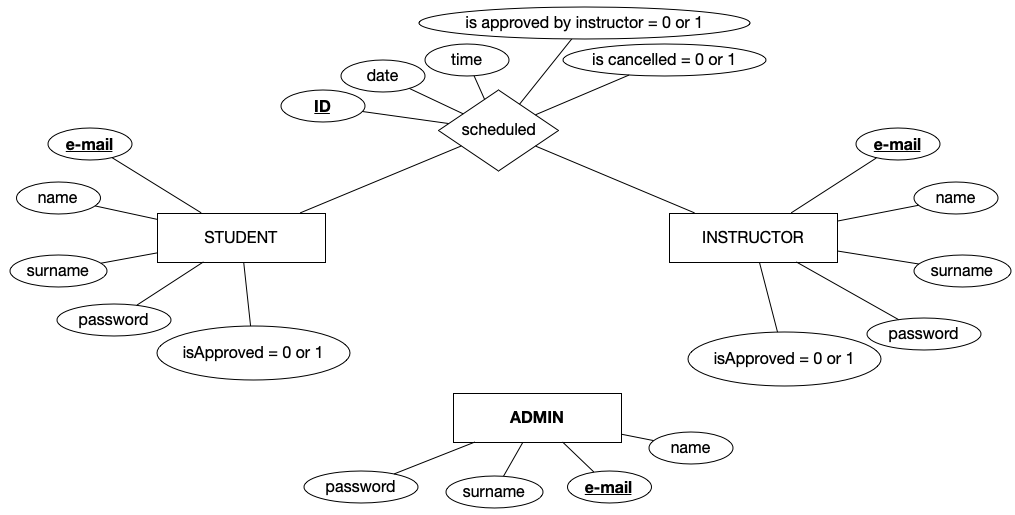 is approved by instructor = 0 or 1
time
is cancelled = 0 or 1
date
ID
scheduled
e-mail
name
STUDENT
surname
password
isApproved = 0 or 1
e-mail
name
INSTRUCTOR
surname
password
isApproved = 0 or 1
ADMIN
name
password
surname
e-mail